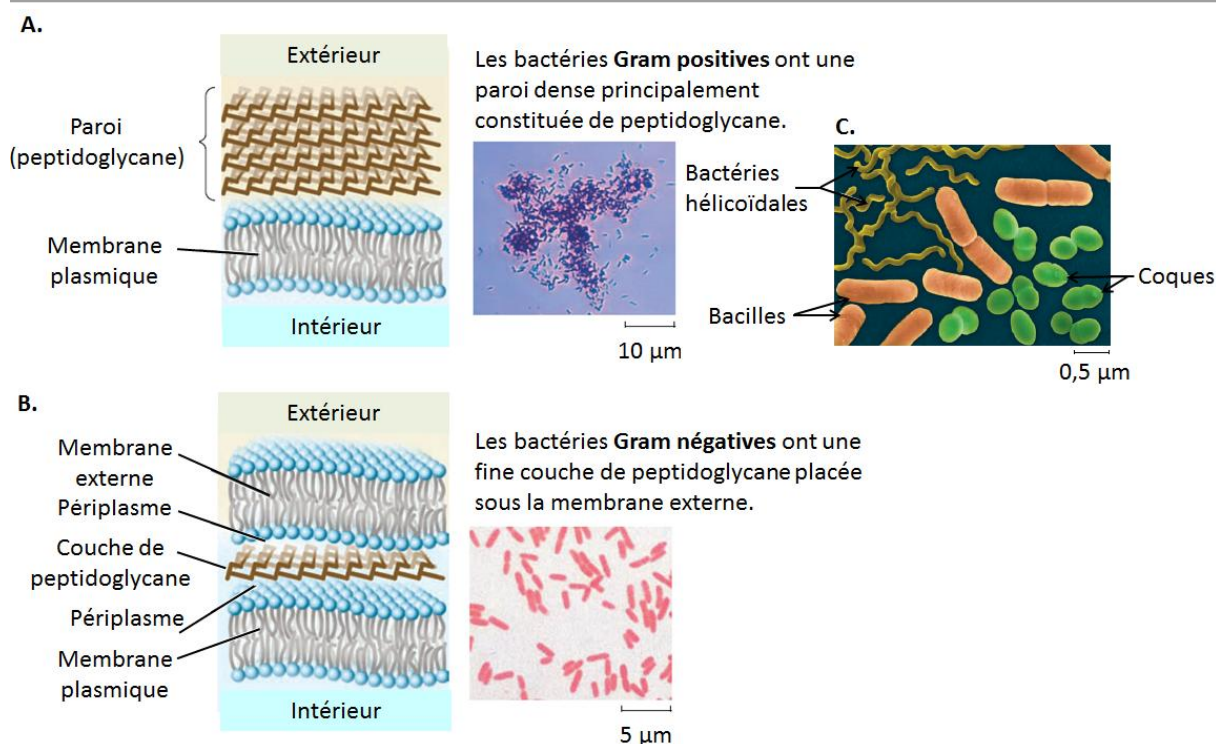 A.
Extérieur
Paroi
(peptidoglycane)
Membrane
plasmique
Intérieur
Les bactéries Gram positives ont une
paroi dense principalement
constituée de peptidoglycane.
10 µm
C.
Bactéries
hélicoïdales
Bacilles
Coques
0,5 µm
B.
Extérieur
Membrane
externe
Périplasme
Couche de
peptidoglycane
Périplasme
Membrane
plasmique
Intérieur
Les bactéries Gram négatives ont une
fine couche de peptidoglycane placée
sous la membrane externe.
5 µm